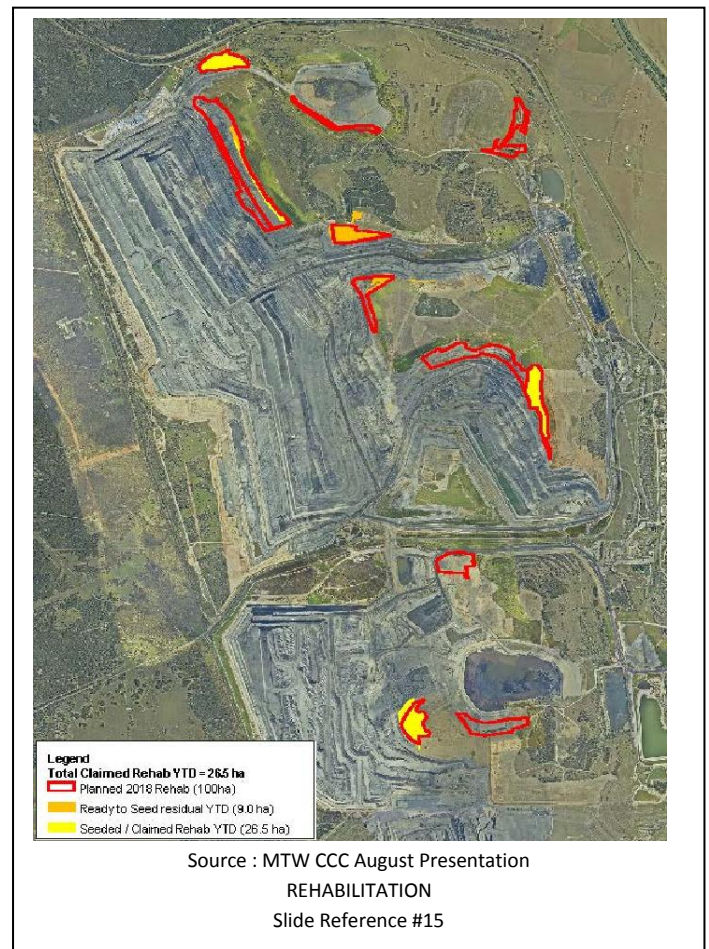 Legend
Total Claimed Rehab YTD = 26.5 ha
Planned 2018 Rehab (100ha)
Ready to Seed residual YTD (9.0 ha)
Seeded / Claimed Rehab YTD (26.5 ha)
Source : MTW CCC August Presentation
REHABILITATION
Slide Reference #15